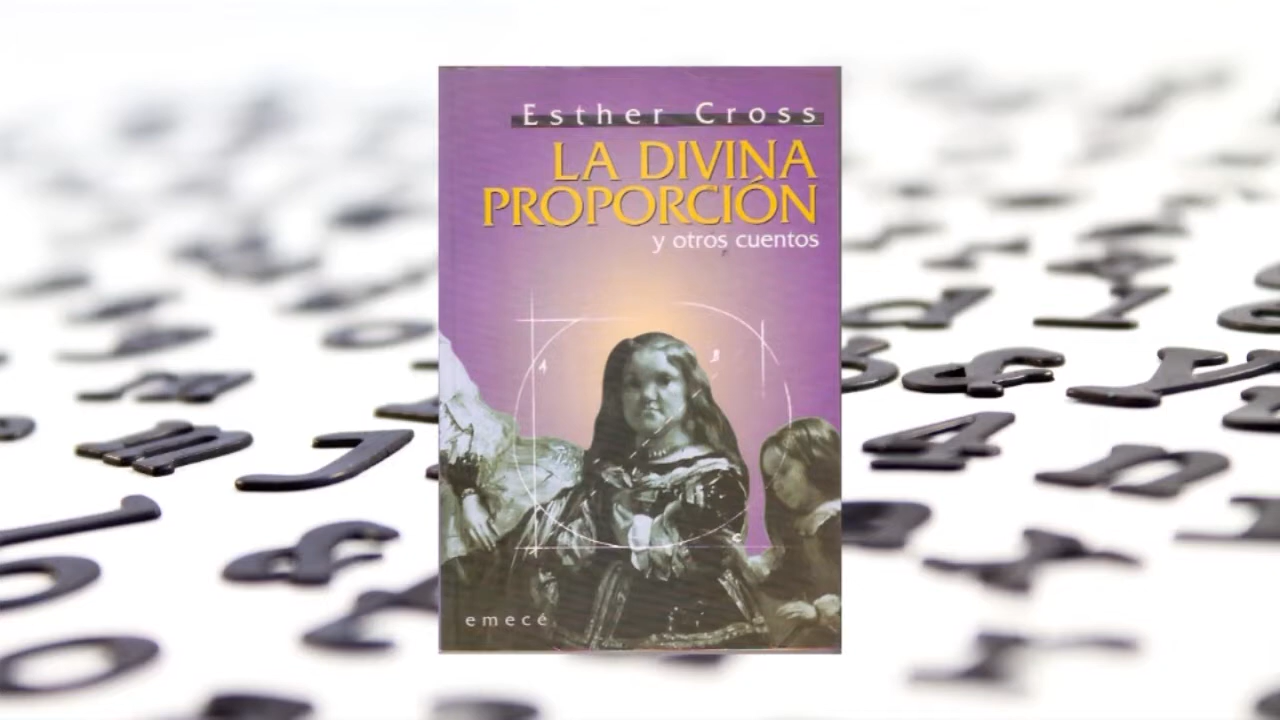 Esther Cross
LA DIVINA
PROPORCIÓN
y otros cuentos
A
B
C
emecé